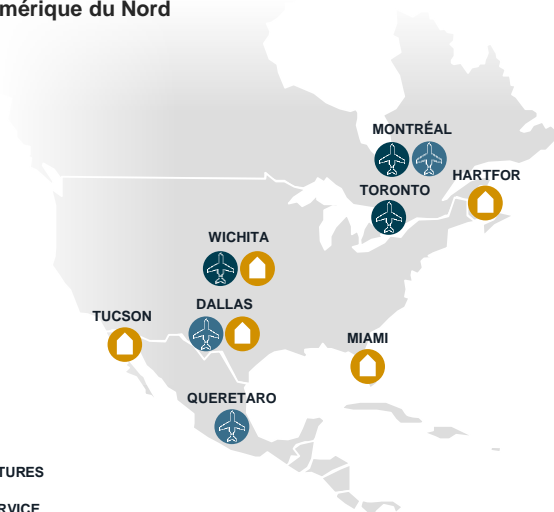 mérique du Nord
MONTRÉAL
HARTFOR
TORONTO
WICHITA
DALLAS
TUCSON
MIAMI
QUERETARO
TURES
RVICE